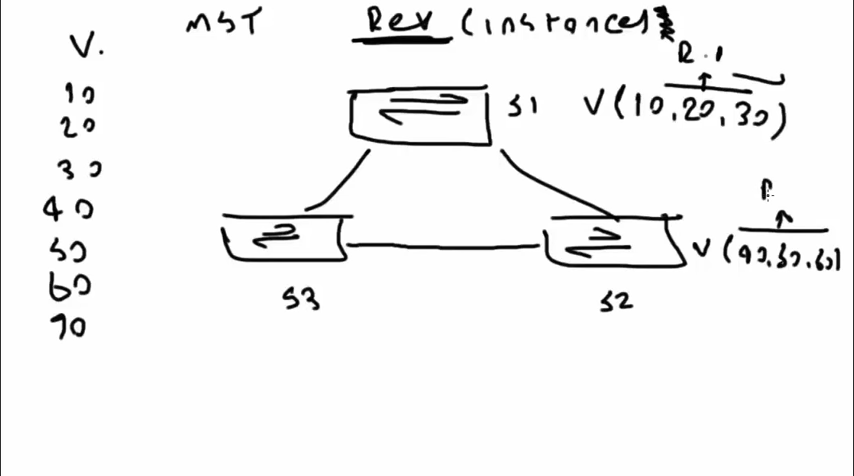 MST Rev (instances)
V.
R.1
10
20
30
40
50
60
70
S1 V(10,20,30)
V(40,50,60)
S3
S2